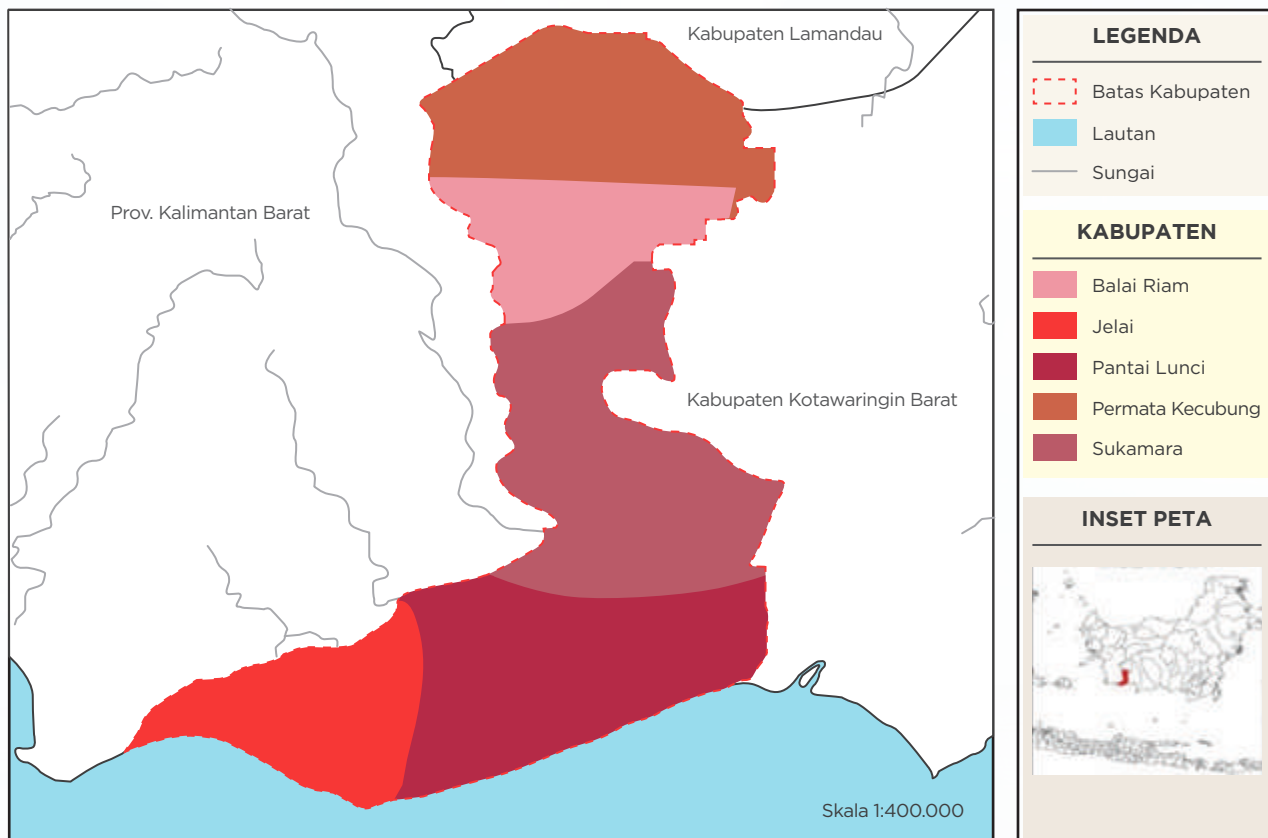 Kabupaten Lamandau
Prov. Kalimantan Barat
Kabupaten Kotawaringin Barat
Skala 1:400.000
LEGENDA
Batas Kabupaten
Lautan
Sungai
KABUPATEN
Balai Riam
Jelai
Pantai Lunci
Permata Kecubung
Sukamara
INSET PETA